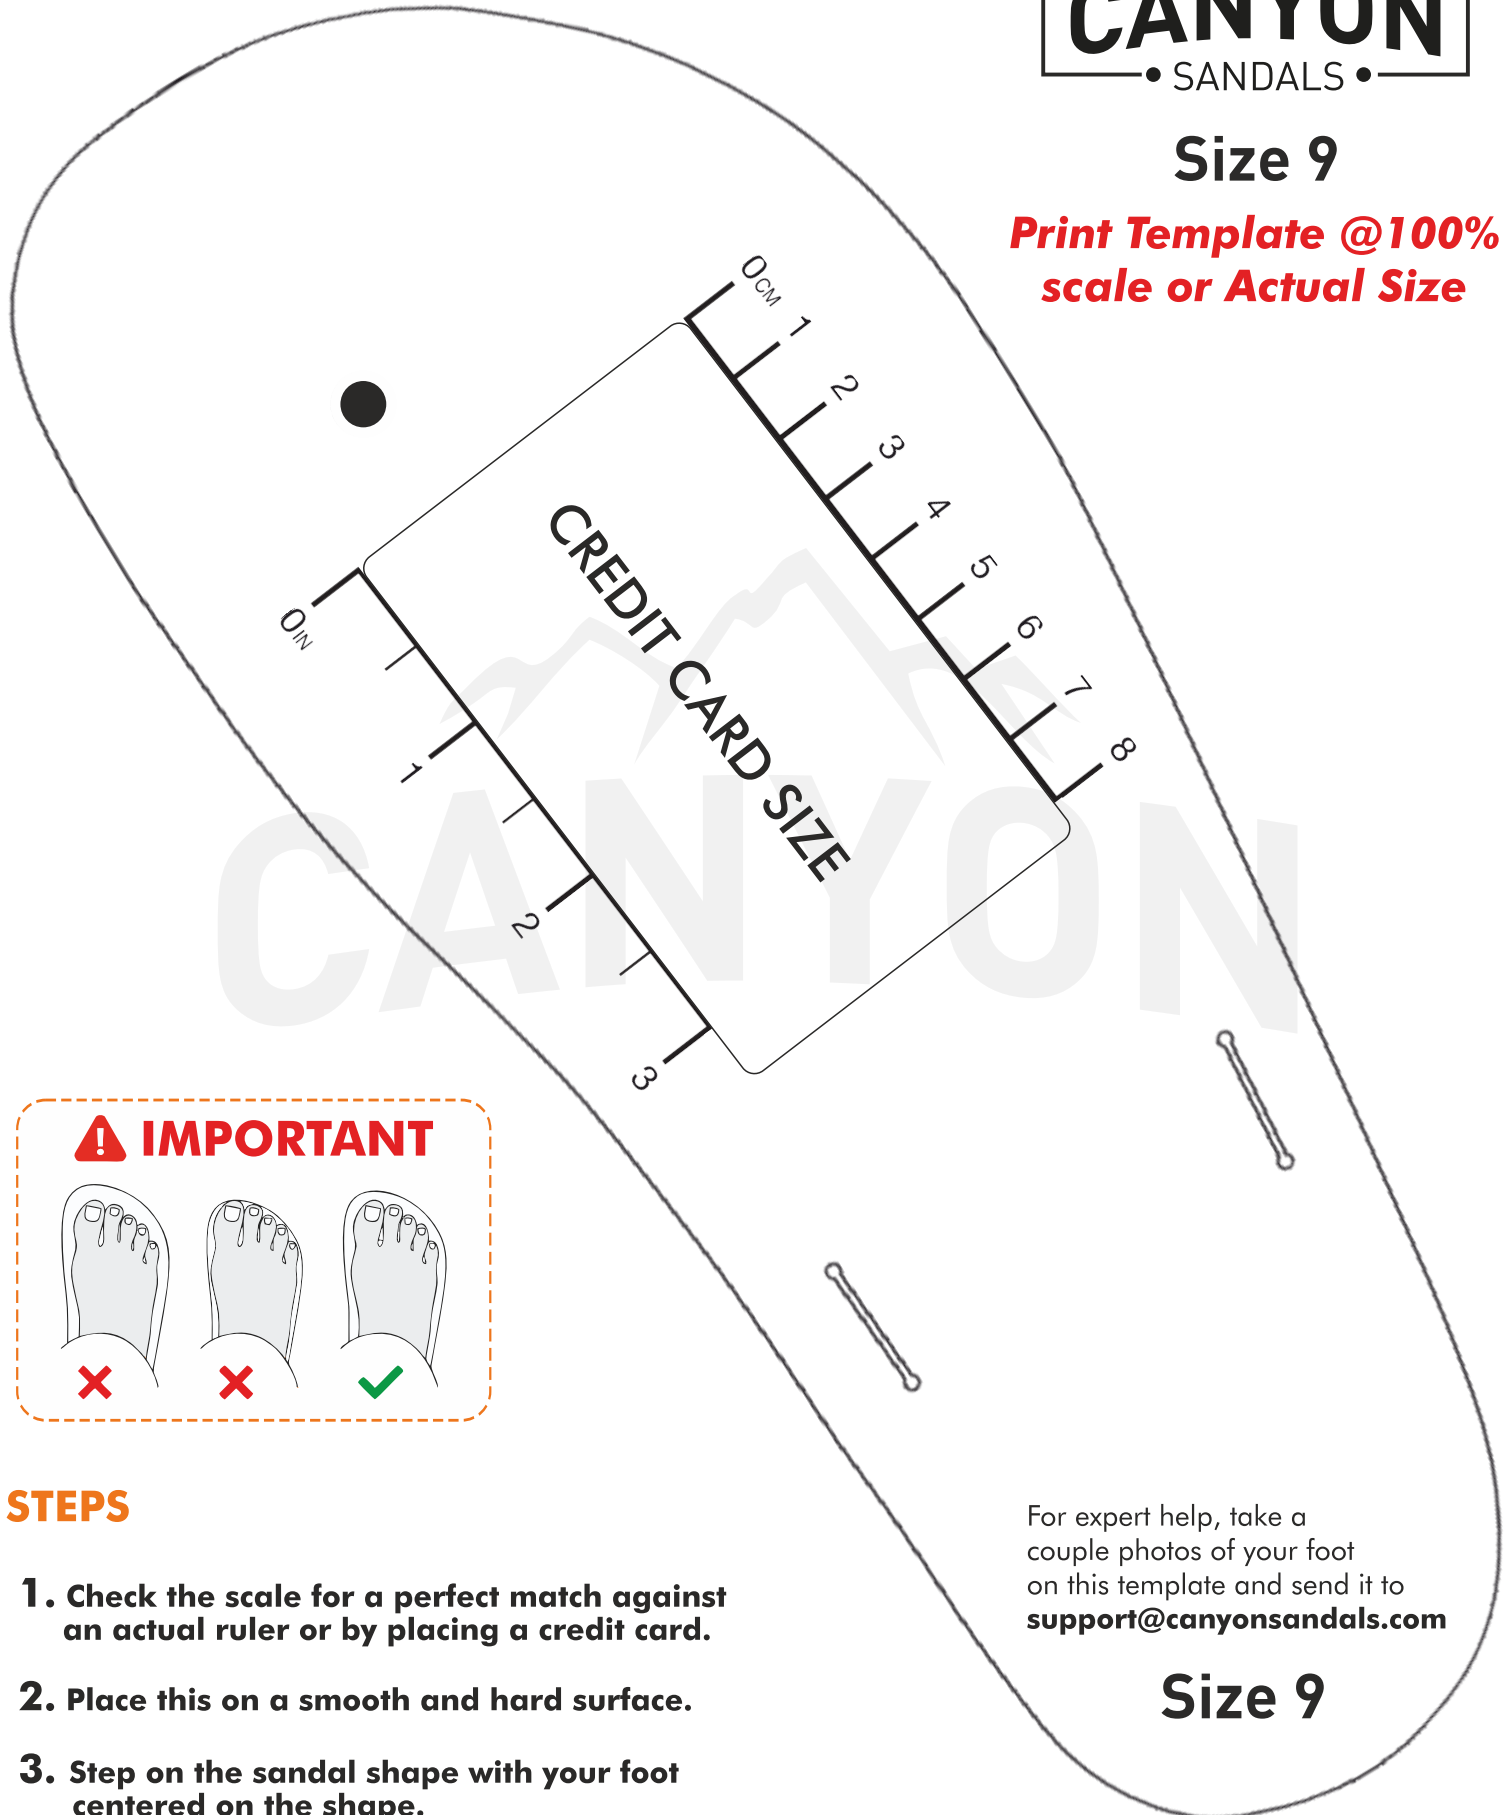 CANYON
SANDALS
Size 9
Print Template @100%
scale or Actual Size
0CM
1
2
3
4
5
6
7
8
CREDIT CARD SIZE
0IN
1
2
3
CANYON
IMPORTANT
STEPS
1. Check the scale for a perfect match against
an actual ruler or by placing a credit card.
2. Place this on a smooth and hard surface.
3. Step on the sandal shape with your foot
centered on the shape.
For expert help, take a
couple photos of your foot
on this template and send it to
support@canyonsandals.com
Size 9